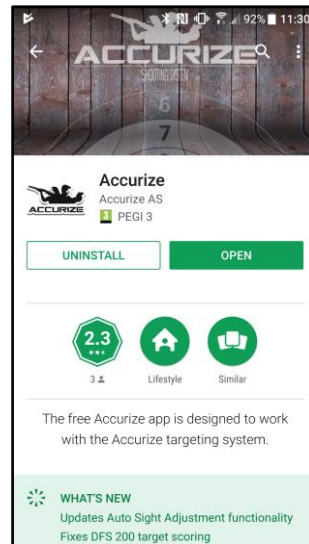 92% 11:30
ACCURIZE
SHOOTING SYSTEM
6
7
ACCURIZE
Accurize
Accurize AS
3 PEGI 3
UNINSTALL
OPEN
2.3
3
Lifestyle
Similar
The free Accurize app is designed to work
with the Accurize targeting system.
WHAT'S NEW
Updates Auto Sight Adjustment functionality
Fixes DFS 200 target scoring